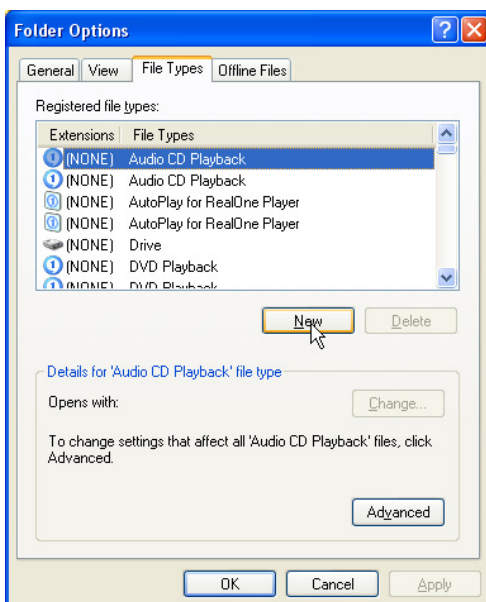 Folder Options
General View File Types Offline Files
Registered file types:
Extensions File Types
(NONE) Audio CD Playback
(NONE) Audio CD Playback
(NONE) AutoPlay for RealOne Player
(NONE) AutoPlay for RealOne Player
(NONE) Drive
(NONE) DVD Playback
(NONE) DVD Playback
New Delete
Details for 'Audio CD Playback' file type
Opens with: Change...
To change settings that affect all 'Audio CD Playback' files, click
Advanced.
Advanced
OK Cancel Apply